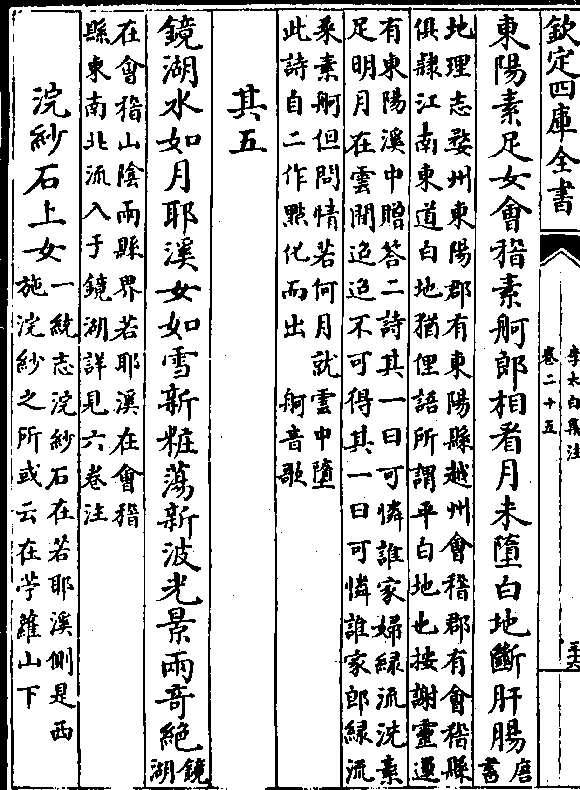 欽定四庫全書
李太白集注
卷二十五
三十六
東陽素足女會稽素舸郎相看月未墮白地斷肝腸
唐書
地理志婺州東陽郡有東陽縣越州會稽郡有會稽縣
俱隸江南東道白地猶俚語所謂平白地也按謝靈運
有東陽溪中贈答二詩其一曰可憐誰家婦緑流洗素
足明月在雲間迢迢不可得其一曰可憐誰家郎緑流
乗素舸但問情若何月就雲中墮
此詩自二作點化而出 舸音歌
其五
鏡湖水如月耶溪女如雪新粧蕩新波光景兩奇絶
鏡湖
在會稽山陰兩縣界若耶溪在會稽
縣東南北流入于鏡湖詳見六卷注
浣紗石上女
一統志浣紗石在若耶溪側是西
施浣紗之所或云在苧蘿山下